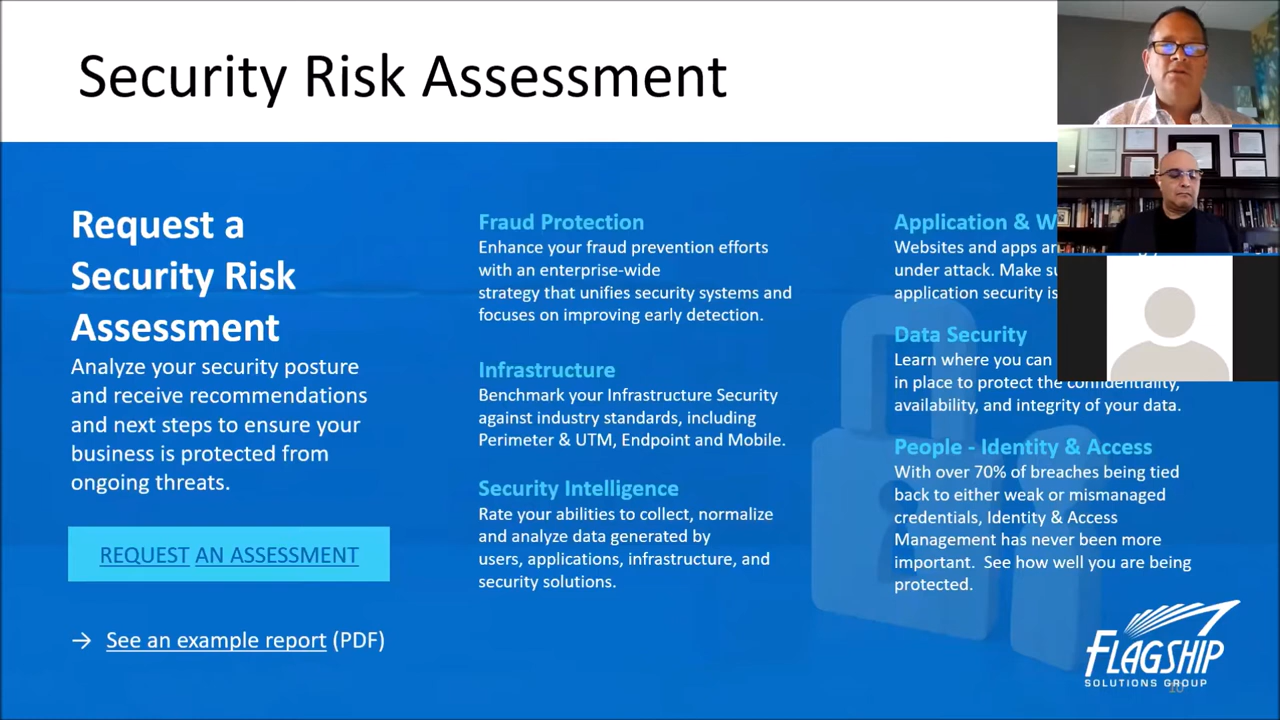 Security Risk Assessment
Request a
Security Risk
Assessment
Analyze your security posture
and receive recommendations
and next steps to ensure your
business is protected from
ongoing threats.
REQUEST AN ASSESSMENT
→ See an example report (PDF)
Fraud Protection
Enhance your fraud prevention efforts
with an enterprise-wide
strategy that unifies security systems and
focuses on improving early detection.
Infrastructure
Benchmark your Infrastructure Security
against industry standards, including
Perimeter & UTM, Endpoint and Mobile.
Security Intelligence
Rate your abilities to collect, normalize
and analyze data generated by
users, applications, infrastructure, and
security solutions.
Application & W
Websites and apps
under attack. Make
application security is
Data Security
Learn where you can
in place to protect the confidentiality,
availability, and integrity of your data.
People - Identity & Access
With over 70% of breaches being tied
back to either weak or mismanaged
credentials, Identity & Access
Management has never been more
important. See how well you are being
protected.
FLAGSHIP
SOLUTIONS GROUP
10